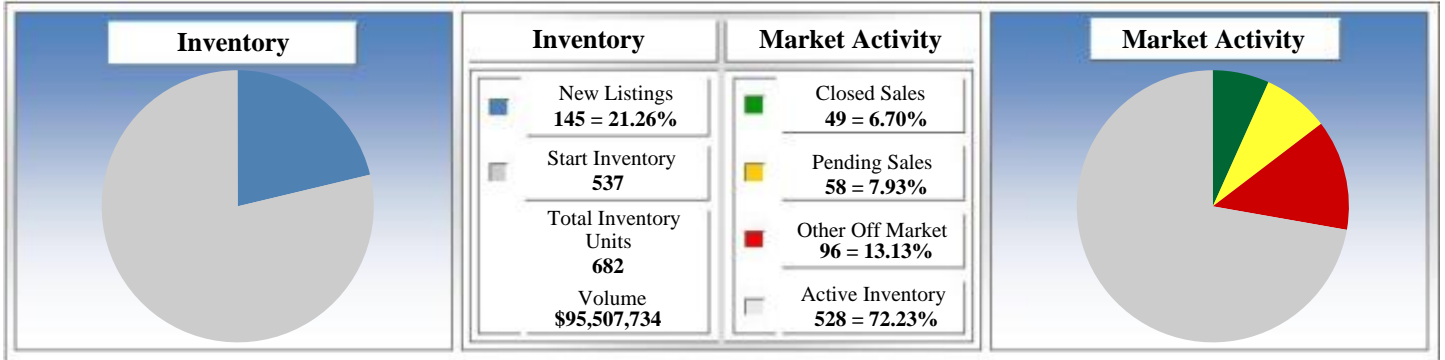 Inventory
Inventory
New Listings
145 = 21.26%
Start Inventory
537
Total Inventory
Units
682
Volume
$95,507,734
Market Activity
Closed Sales
49 = 6.70%
Pending Sales
58 = 7.93%
Other Off Market
96 = 13.13%
Active Inventory
528 = 72.23%
Market Activity